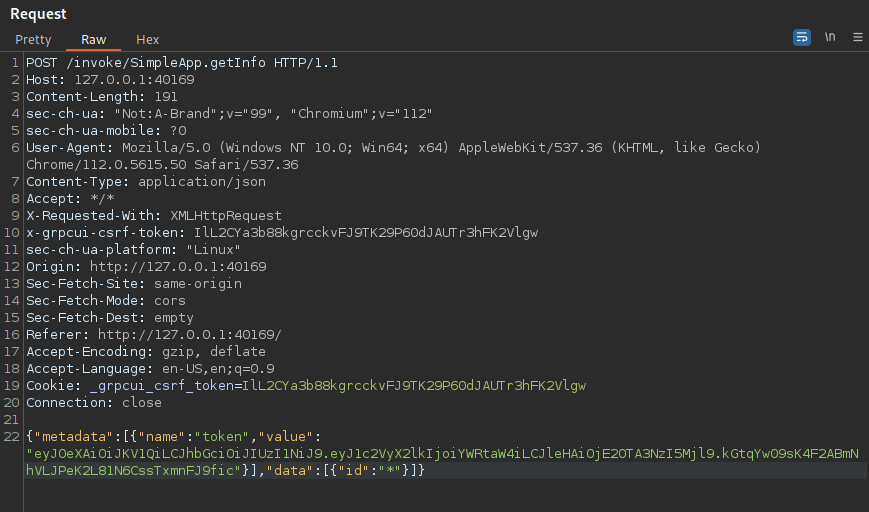 Request
Pretty Raw Hex \n
1 POST /invoke/SimpleApp.getInfo HTTP/1.1
2 Host: 127.0.0.1:40169
3 Content-Length: 191
4 sec-ch-ua: "Not:A-Brand";v="99", "Chromium";v="112"
5 sec-ch-ua-mobile: ?0
6 User-Agent: Mozilla/5.0 (Windows NT 10.0; Win64; x64) AppleWebKit/537.36 (KHTML, like Gecko)
Chrome/112.0.5615.50 Safari/537.36
7 Content-Type: application/json
8 Accept: */*
9 X-Requested-With: XMLHttpRequest
10 x-grpcui-csrf-token: IlL2CYa3b88kgrcckvFJ9TK29P6OdJAUTr3hFK2Vlgw
11 sec-ch-ua-platform: "Linux"
12 Origin: http://127.0.0.1:40169
13 Sec-Fetch-Site: same-origin
14 Sec-Fetch-Mode: cors
15 Sec-Fetch-Dest: empty
16 Referer: http://127.0.0.1:40169/
17 Accept-Encoding: gzip, deflate
18 Accept-Language: en-US,en;q=0.9
19 Cookie: _grpcui_csrf_token=IlL2CYa3b88kgrcckvFJ9TK29P6OdJAUTr3hFK2Vlgw
20 Connection: close
21
22 {"metadata":[{"name":"token","value":
"eyJ0eXAiOiJKV1QiLCJhbGciOiJIUzI1NiJ9.eyJ1c2VyX2lkIjoiYWRtaW4iLCJleHAiOjE2OTA3NzI5Mjl9.kGtqYw09sK4F2ABmN
hVLJPeK2L81N6CssTxmnFJ9fic"}],"data":[{"id":"*"}]}